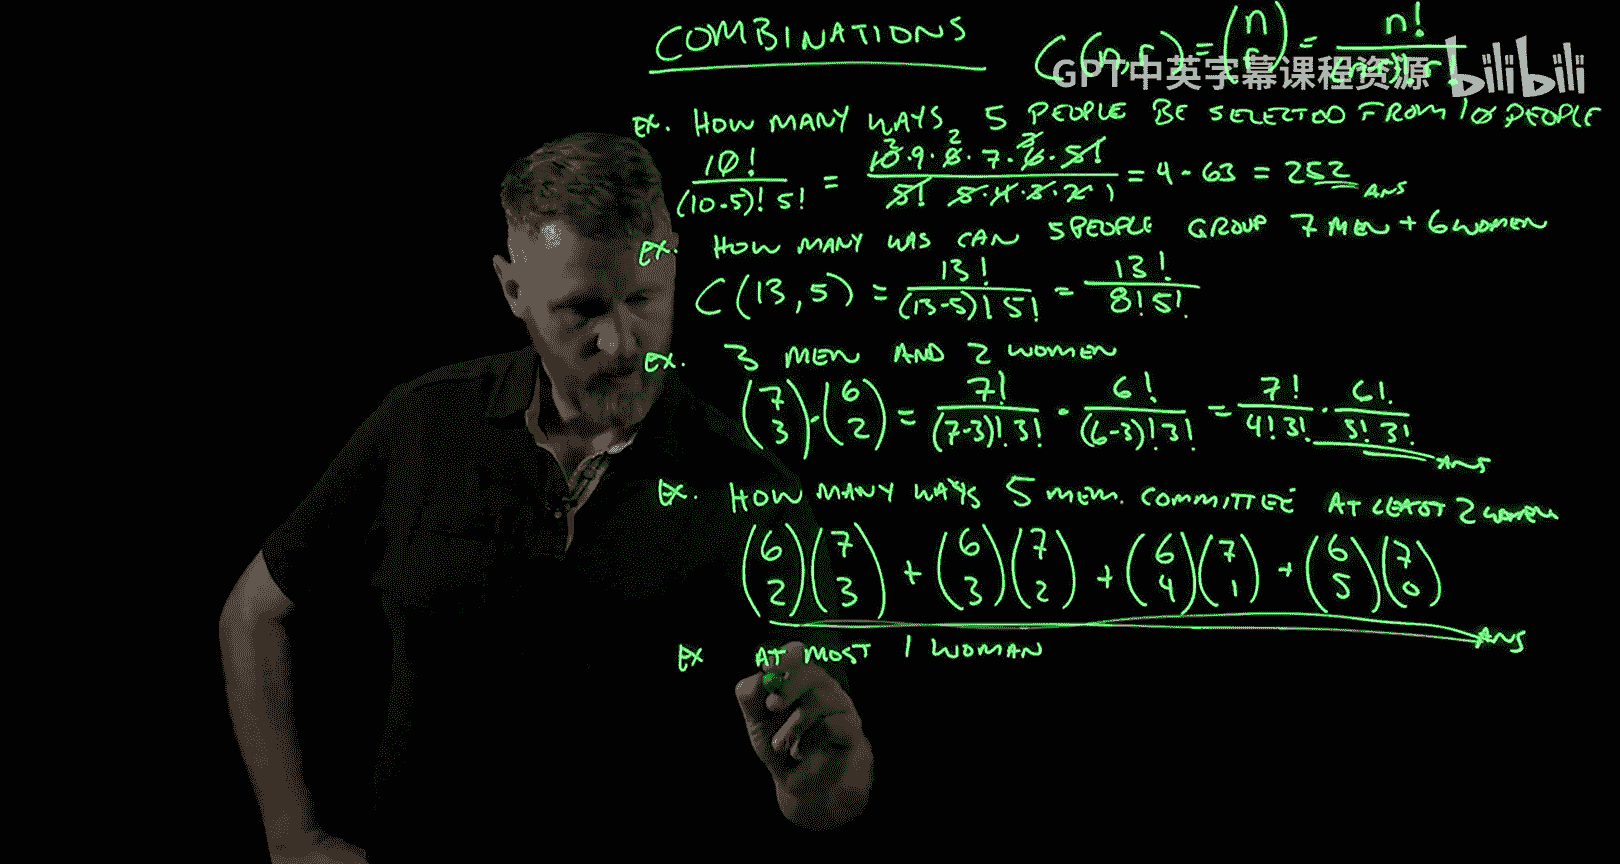 COMBINATIONS C(n,r) = (n r) = n! / (n-r)! r!
GPT中英字幕课程资源 bilibili
EX. HOW MANY WAYS 5 PEOPLE BE SELECTED FROM 10 PEOPLE
10! / (10-5)! 5! = 10·9·8·7·6·5! / 5! 5·4·3·2·1 = 4·63 = 252 ANS
EX. HOW MANY WAS CAN 5 PEOPLE GROUP 7 MEN + 6 WOMEN
C(13,5) = 13! / (13-5)! 5! = 13! / 8! 5!
EX. 3 MEN AND 2 WOMEN
(7 3)·(6 2) = 7! / (7-3)! 3! · 6! / (6-3)! 3! = 7! / 4! 3! · 6! / 3! 3! ANS
EX. HOW MANY WAYS 5 MEM. COMMITTEE AT LEAST 2 WOMEN
(6 2)(7 3) + (6 3)(7 2) + (6 4)(7 1) + (6 5)(7 0)
ANS
EX AT MOST 1 WOMAN